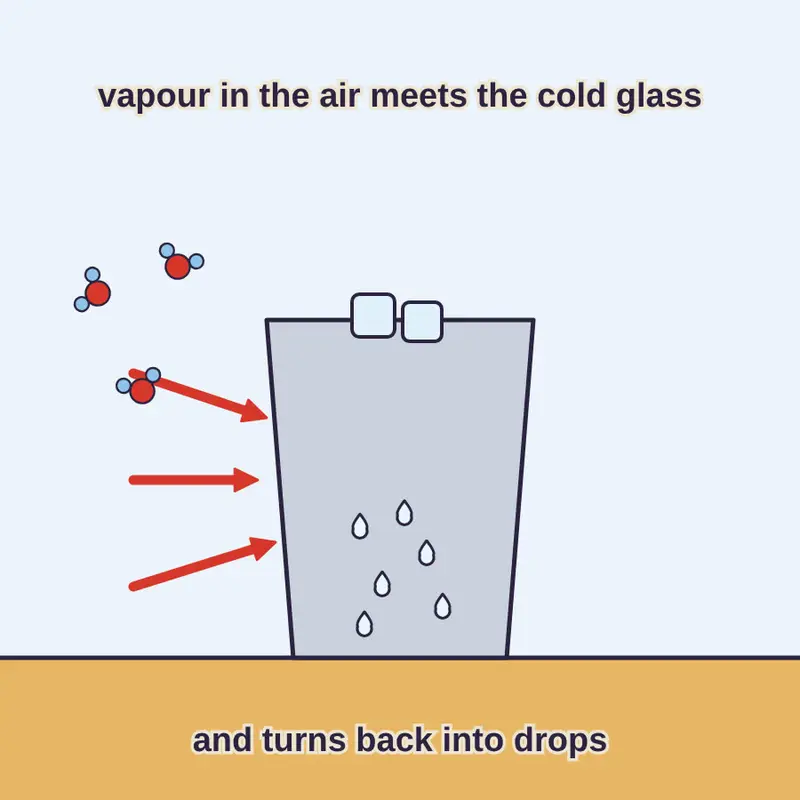 vapour in the air meets the cold glass
and turns back into drops